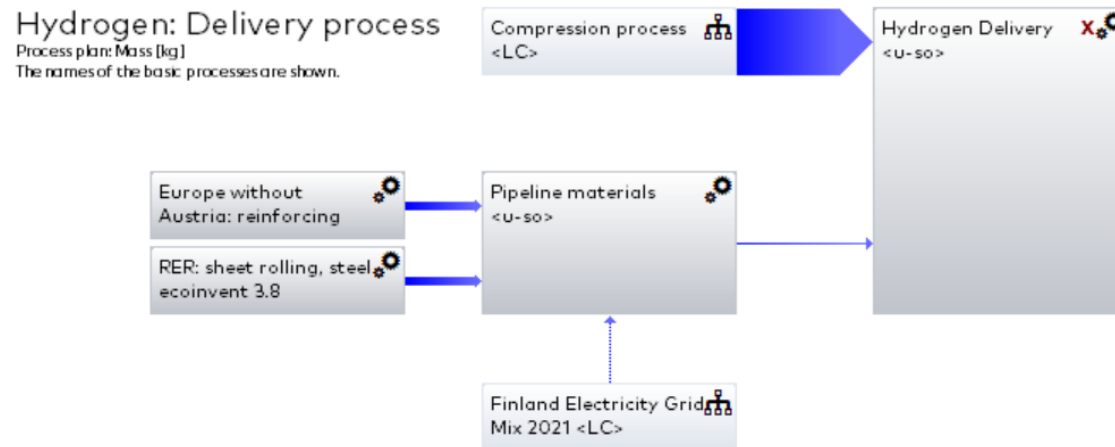 Hydrogen: Delivery process
Process plan: Mass [kg]
The names of the basic processes are shown.
Compression process
<LC>
Hydrogen Delivery
<u-so>
X
Europe without
Austria: reinforcing
Pipeline materials
<u-so>
RER: sheet rolling, steel
ecoinvent 3.8
Finland Electricity Grid
Mix 2021 <LC>